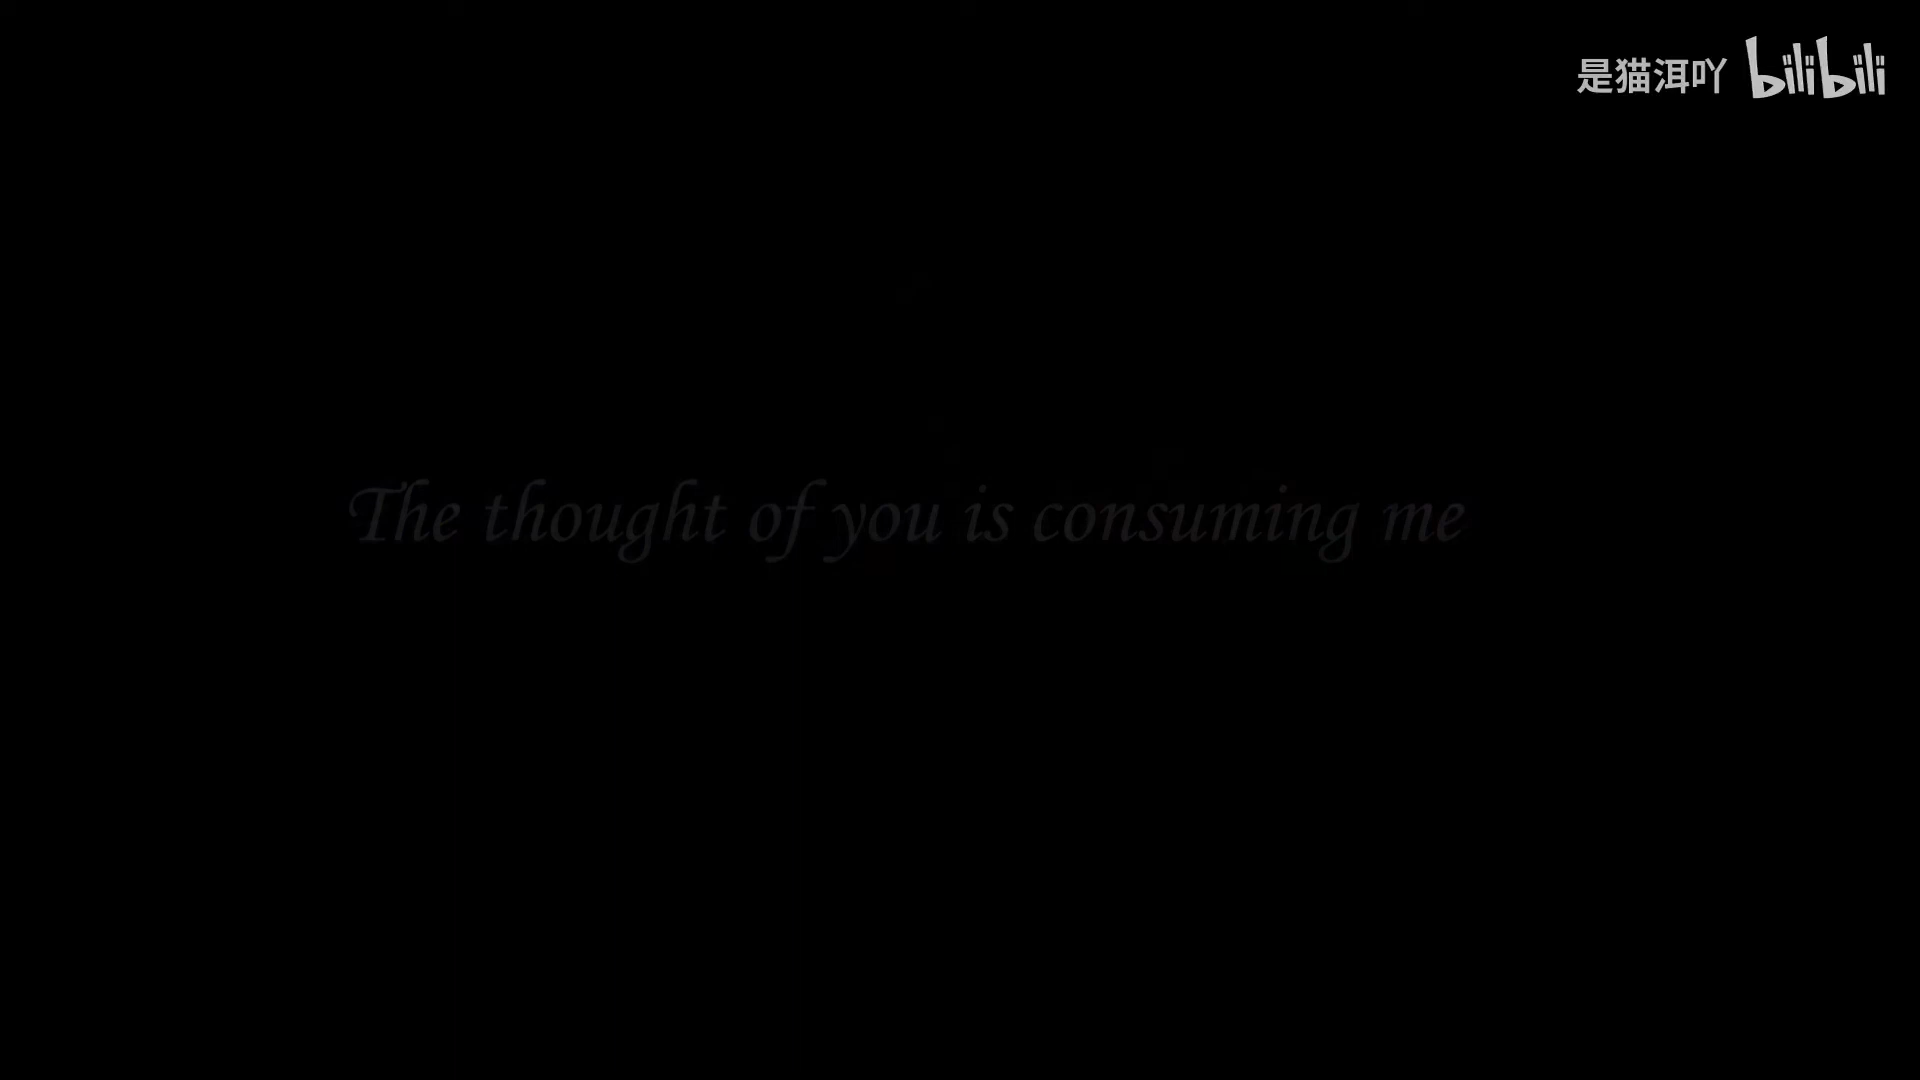 是猫洱吖 bilibili
The thought of you is consuming me